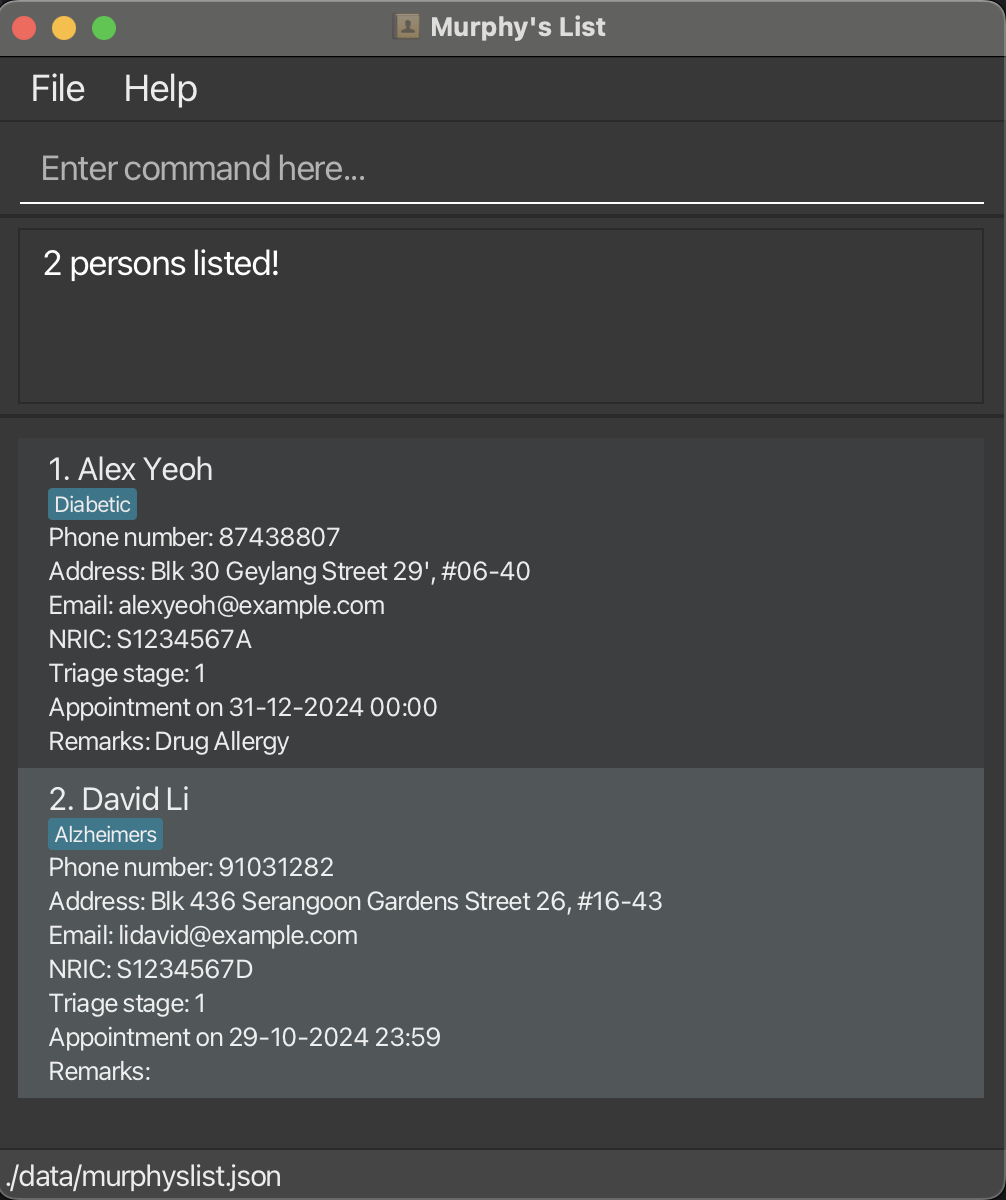 Murphy's List
File Help
Enter command here...
2 persons listed!
1. Alex Yeoh
Diabetic
Phone number: 87438807
Address: Blk 30 Geylang Street 29', #06-40
Email: alexyeoh@example.com
NRIC: S1234567A
Triage stage: 1
Appointment on 31-12-2024 00:00
Remarks: Drug Allergy
2. David Li
Alzheimers
Phone number: 91031282
Address: Blk 436 Serangoon Gardens Street 26, #16-43
Email: lidavid@example.com
NRIC: S1234567D
Triage stage: 1
Appointment on 29-10-2024 23:59
Remarks:
./data/murphyslist.json